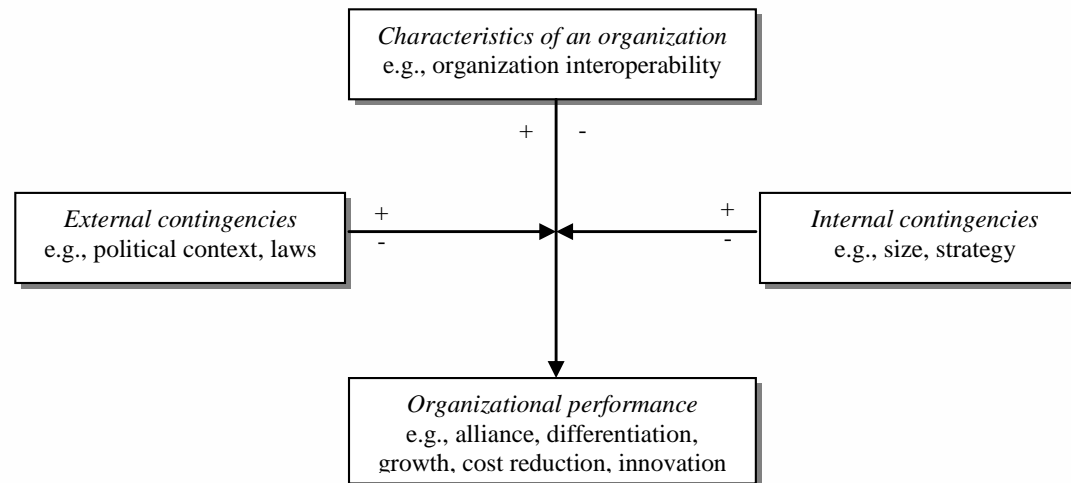 Characteristics of an organization
e.g., organization interoperability
+ -
External contingencies
e.g., political context, laws
+
-
+
-
Internal contingencies
e.g., size, strategy
Organizational performance
e.g., alliance, differentiation,
growth, cost reduction, innovation